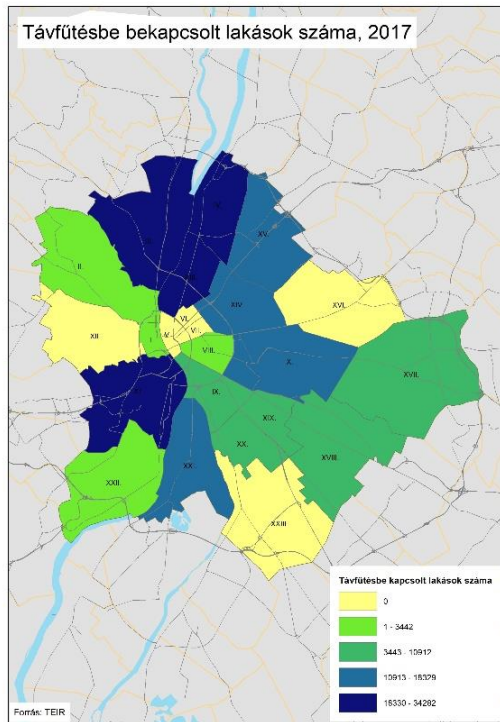 Távfűtésbe bekapcsolt lakások száma, 2017
XV.
II.
XIV.
XVI.
VI.
VII.
I.
V.
XII.
VIII.
X.
XVII.
IX.
XIX.
XX.
XVIII.
XXII.
XXIII.
Távfűtésbe kapcsolt lakások száma
0
1 - 3442
3443 - 10912
10913 - 18329
18330 - 34282
Forrás: TEIR